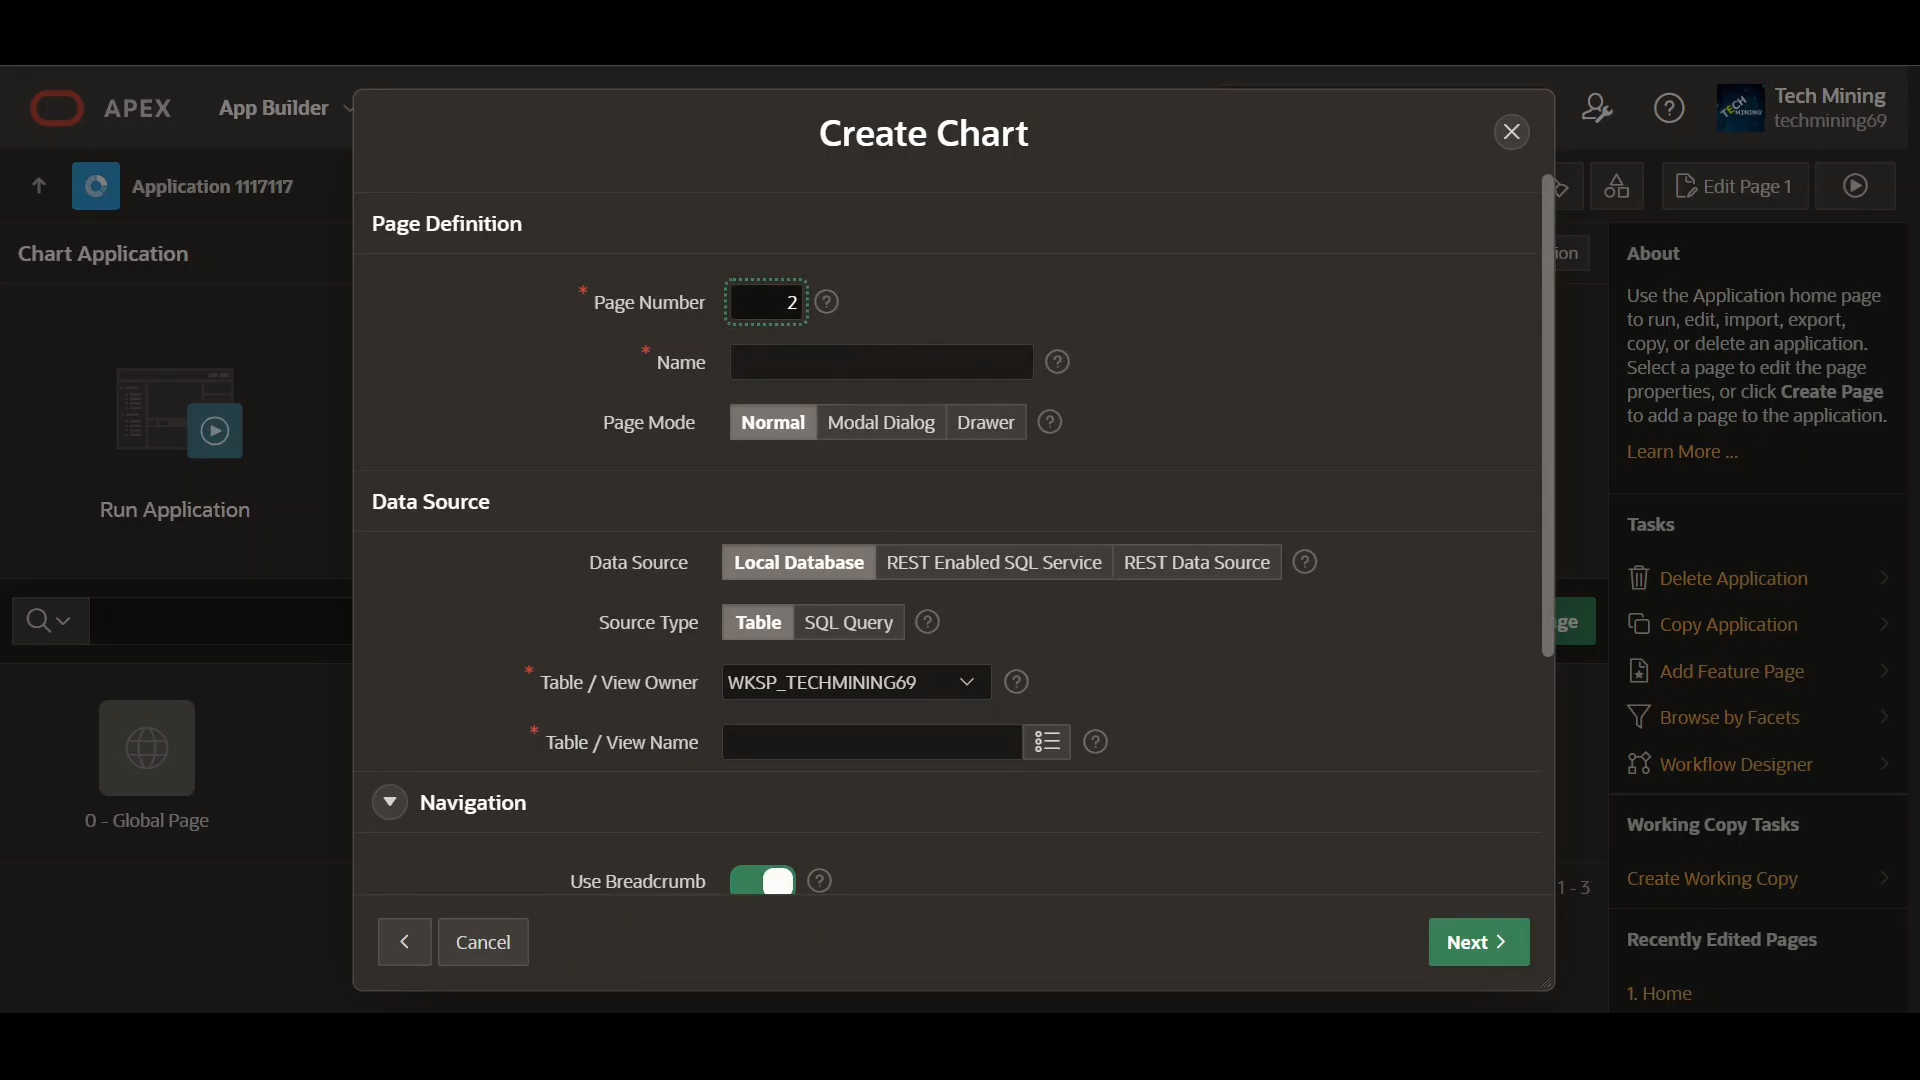 APEX
App Builder
Tech Mining
techmining69
TECH
MINING
Application 1117117
Edit Page 1
Chart Application
Run Application
0 - Global Page
Create Chart
Page Definition
* Page Number 2
* Name
Page Mode Normal Modal Dialog Drawer
Data Source
Data Source Local Database REST Enabled SQL Service REST Data Source
Source Type Table SQL Query
* Table / View Owner WKSP_TECHMINING69
* Table / View Name
Navigation
Use Breadcrumb
Cancel
Next
ion
ge
1 - 3
About
Use the Application home page
to run, edit, import, export,
copy, or delete an application.
Select a page to edit the page
properties, or click Create Page
to add a page to the application.
Learn More ...
Tasks
Delete Application
Copy Application
Add Feature Page
Browse by Facets
Workflow Designer
Working Copy Tasks
Create Working Copy
Recently Edited Pages
1. Home